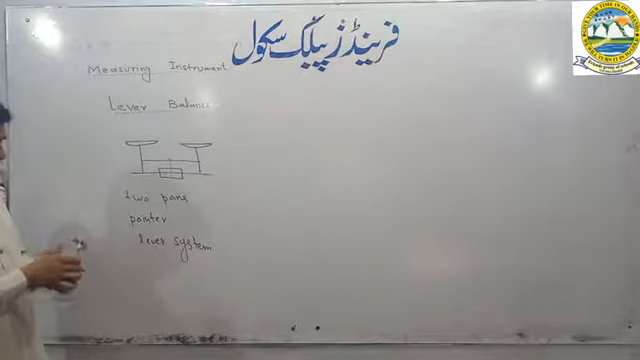 فرینڈز پبلک سکول
Measuring Instrument
Lever Balance
two pans
pointer
lever system